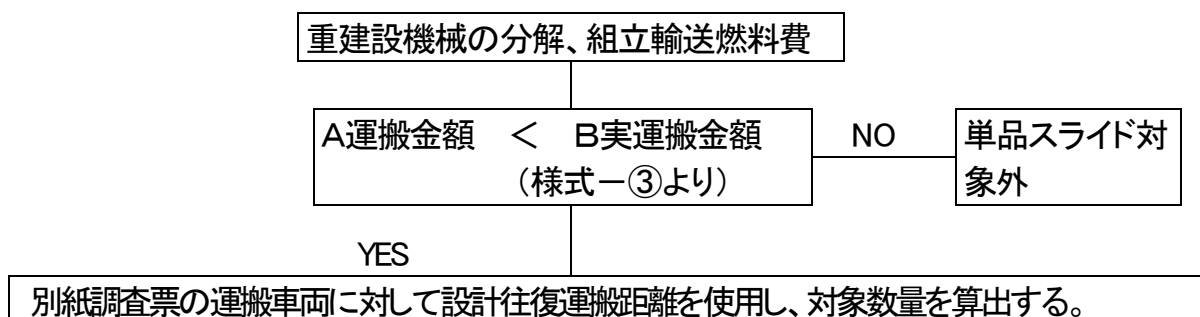 重建設機械の分解、組立輸送燃料費
A運搬金額 < B実運搬金額
(様式－③より)
NO
単品スライド対
象外
YES
別紙調査票の運搬車両に対して設計往復運搬距離を使用し、対象数量を算出する。